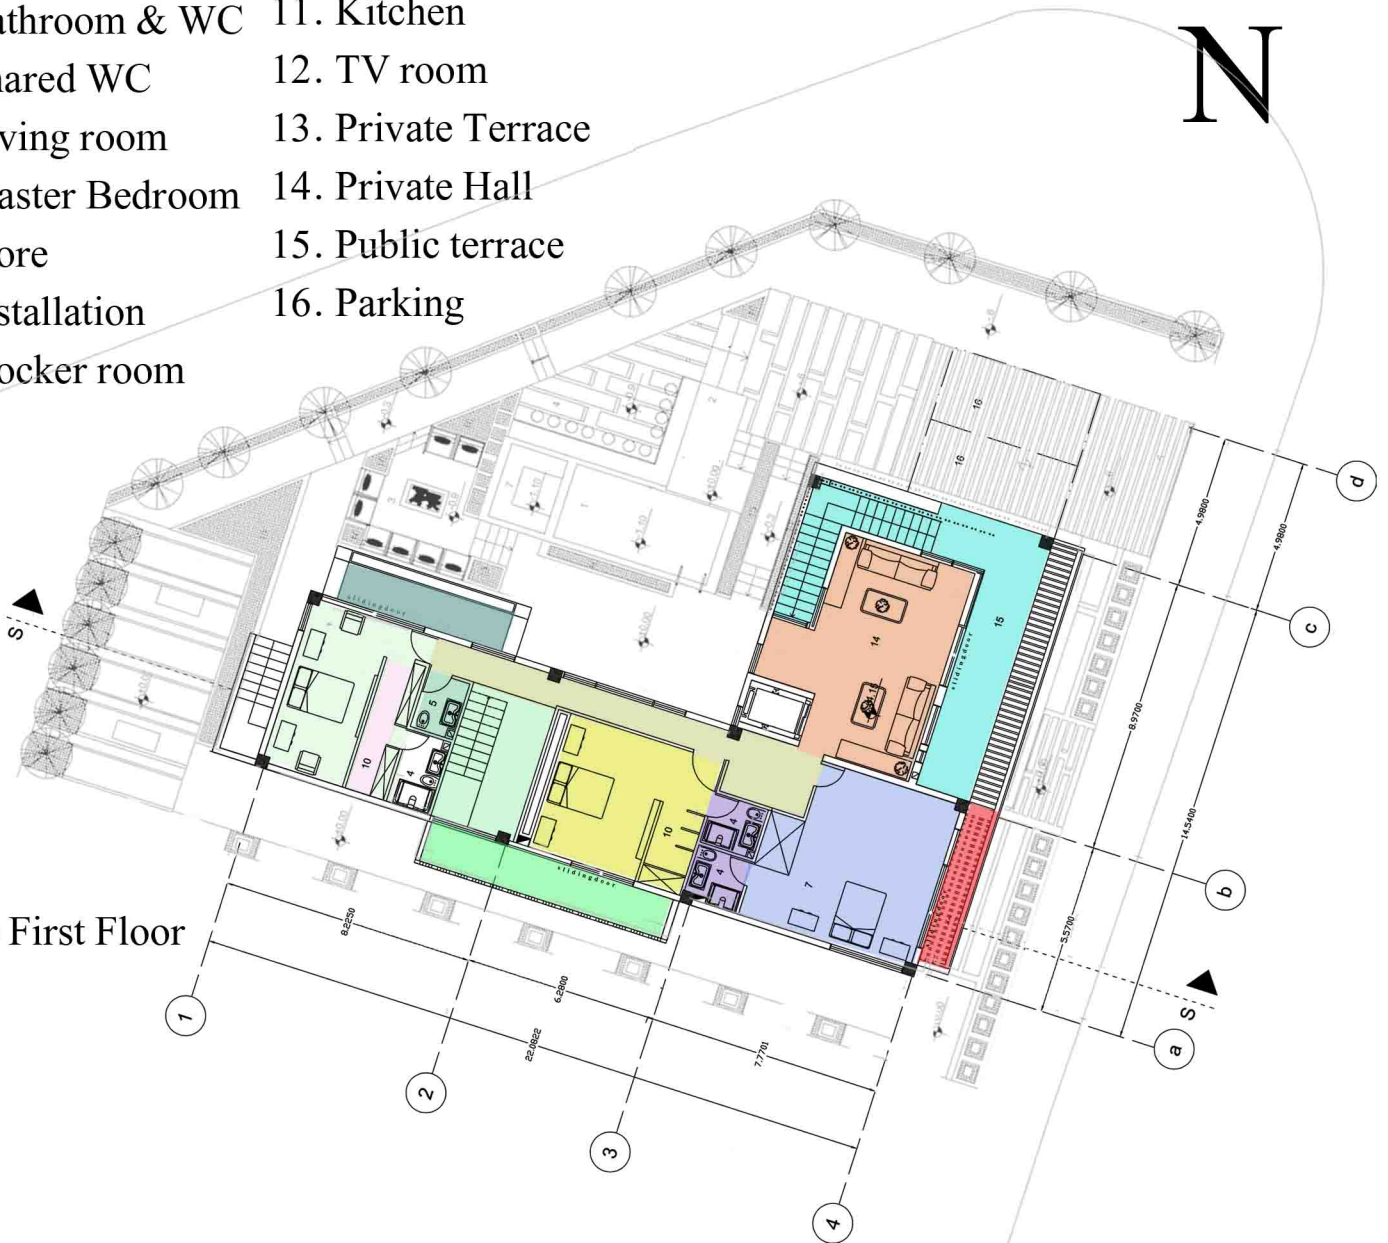 athroom & WC
ared WC
ving room
aster Bedroom
ore
stallation
ocker room
11. Kitchen
12. TV room
13. Private Terrace
14. Private Hall
15. Public terrace
16. Parking
N
First Floor
S
S
1
2
3
4
a
b
c
d
8.2250
6.2800
7.7701
22.0822
4.9800
4.9800
8.9700
14.5400
5.5700
16
16
15
14
slidingdoor
slidingdoor
slidingdoor
10
5
4
10
4
4
7